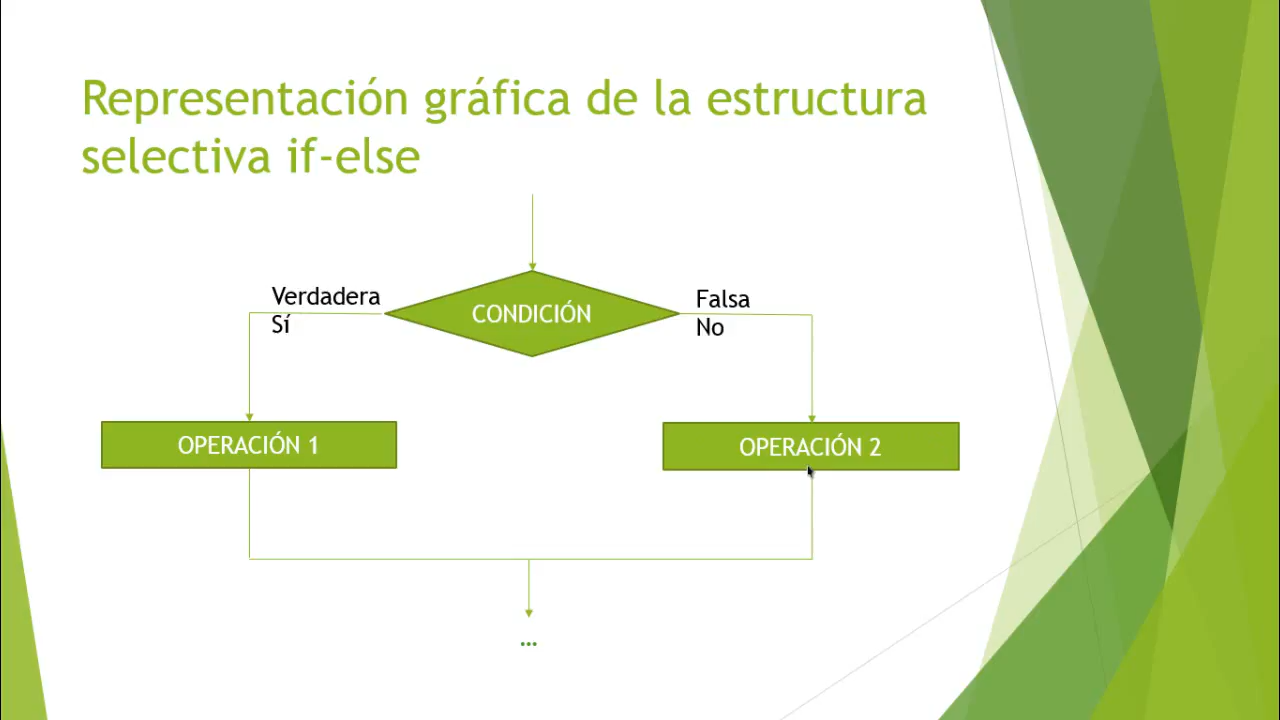 Representación gráfica de la estructura
selectiva if-else
Verdadera
Sí
CONDICIÓN
Falsa
No
OPERACIÓN 1
OPERACIÓN 2
...